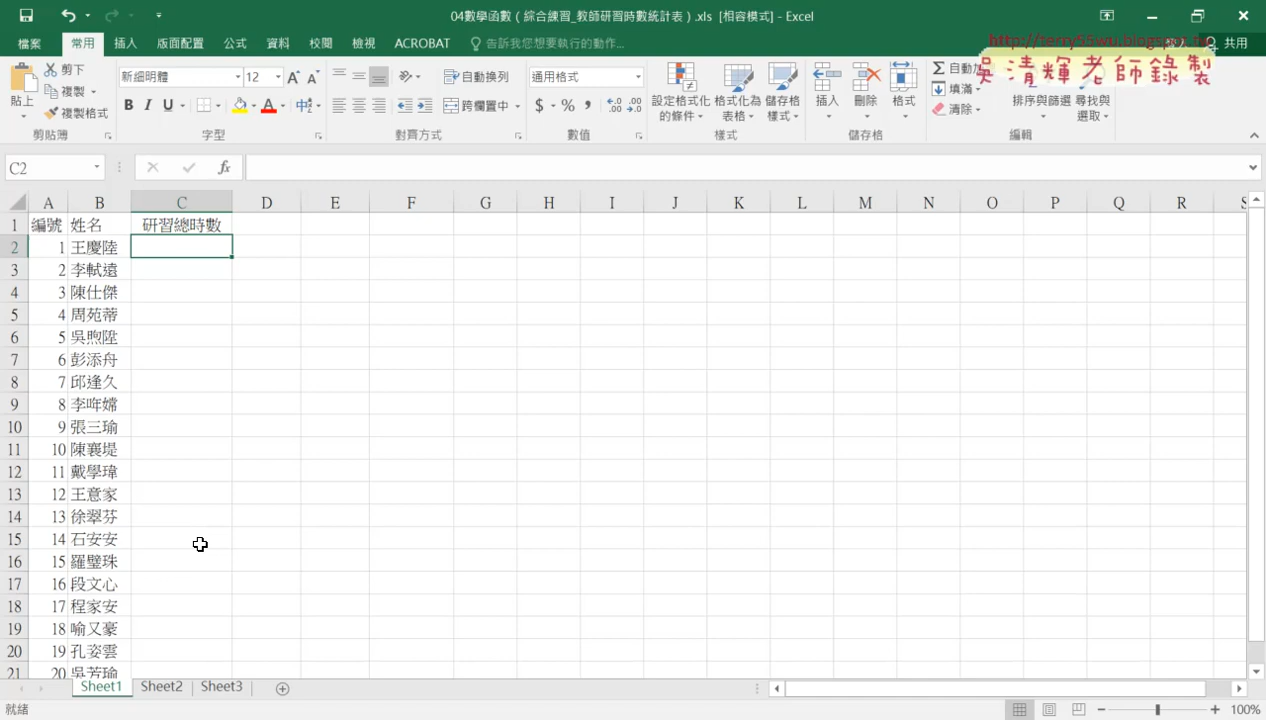 04數學函數（綜合練習_教師研習時數統計表）.xls [相容模式] - Excel
檔案 常用 插入 版面配置 公式 資料 校閱 檢視 ACROBAT 告訴我您想要執行的動作... 共用
http://terry55wu.blogspot.tw
吳清輝老師錄製
剪下 新細明體 12 自動換列 通用格式 自動加
貼上 複製 B I U 跨欄置中 $ % 設定格式化的條件 格式化為表格 儲存格樣式 插入 刪除 格式 填滿 排序與篩選 尋找與選取
複製格式 清除
剪貼簿 字型 對齊方式 數值 樣式 儲存格 編輯
C2 fx
A B C D E F G H I J K L M N O P Q R S
1 編號 姓名 研習總時數
2 1 王慶陸
3 2 李軾遠
4 3 陳仕傑
5 4 周苑蒂
6 5 吳煦陞
7 6 彭添舟
8 7 邱逢久
9 8 李嫦
10 9 張三瑜
11 10 陳襄堤
12 11 戴學瑋
13 12 王意家
14 13 徐翠芬
15 14 石安安
16 15 羅璧珠
17 16 段文心
18 17 程家安
19 18 喻又豪
20 19 孔姿雲
21 20 吳芳瑜
Sheet1 Sheet2 Sheet3
就緒 100%